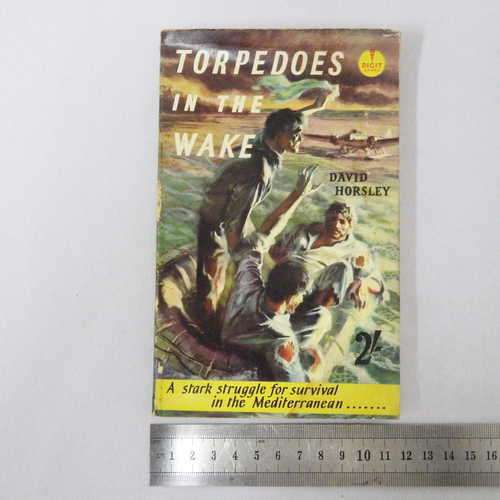 TORPEDOES
IN THE
WAKE
DIGIT
BOOKS
DAVID
HORSLEY
2/-
A stark struggle for survival
in the Mediterranean.......
1 2 3 4 5 6 7 8 9 10 11 12 13 14 15 16